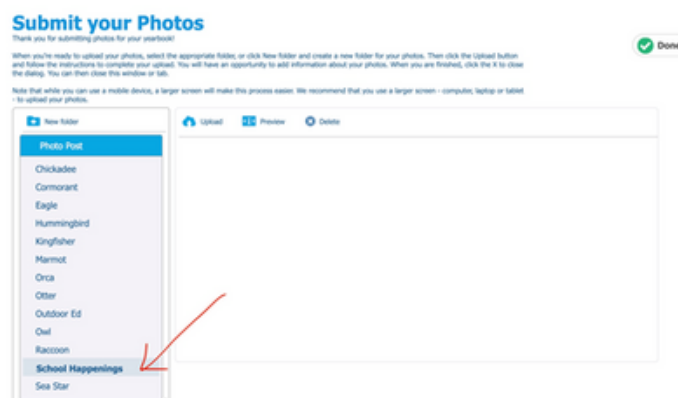 Submit your Photos
Thank you for submitting photos for your yearbook!
Done
When you're ready to upload your photos, select the appropriate folder, or click New folder and create a new folder for your photos. Then click the Upload button
and follow the instructions to complete your upload. You will have an opportunity to add information about your photos. When you are finished, click the X to close
the dialog. You can then close this window or tab.
Note that while you can use a mobile device, a larger screen will make this process easier. We recommend that you use a larger screen - computer, laptop or tablet
- to upload your photos.
New folder
Upload Preview Delete
Photo Post
Chickadee
Cormorant
Eagle
Hummingbird
Kingfisher
Marmot
Orca
Otter
Outdoor Ed
Owl
Raccoon
School Happenings
Sea Star